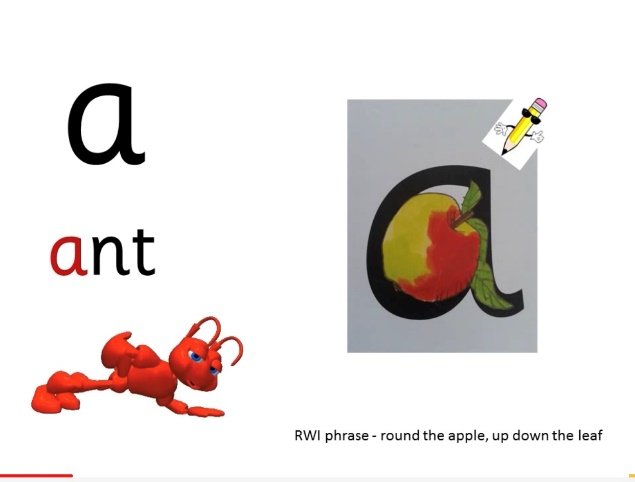 a
ant
a
RWI phrase - round the apple, up down the leaf